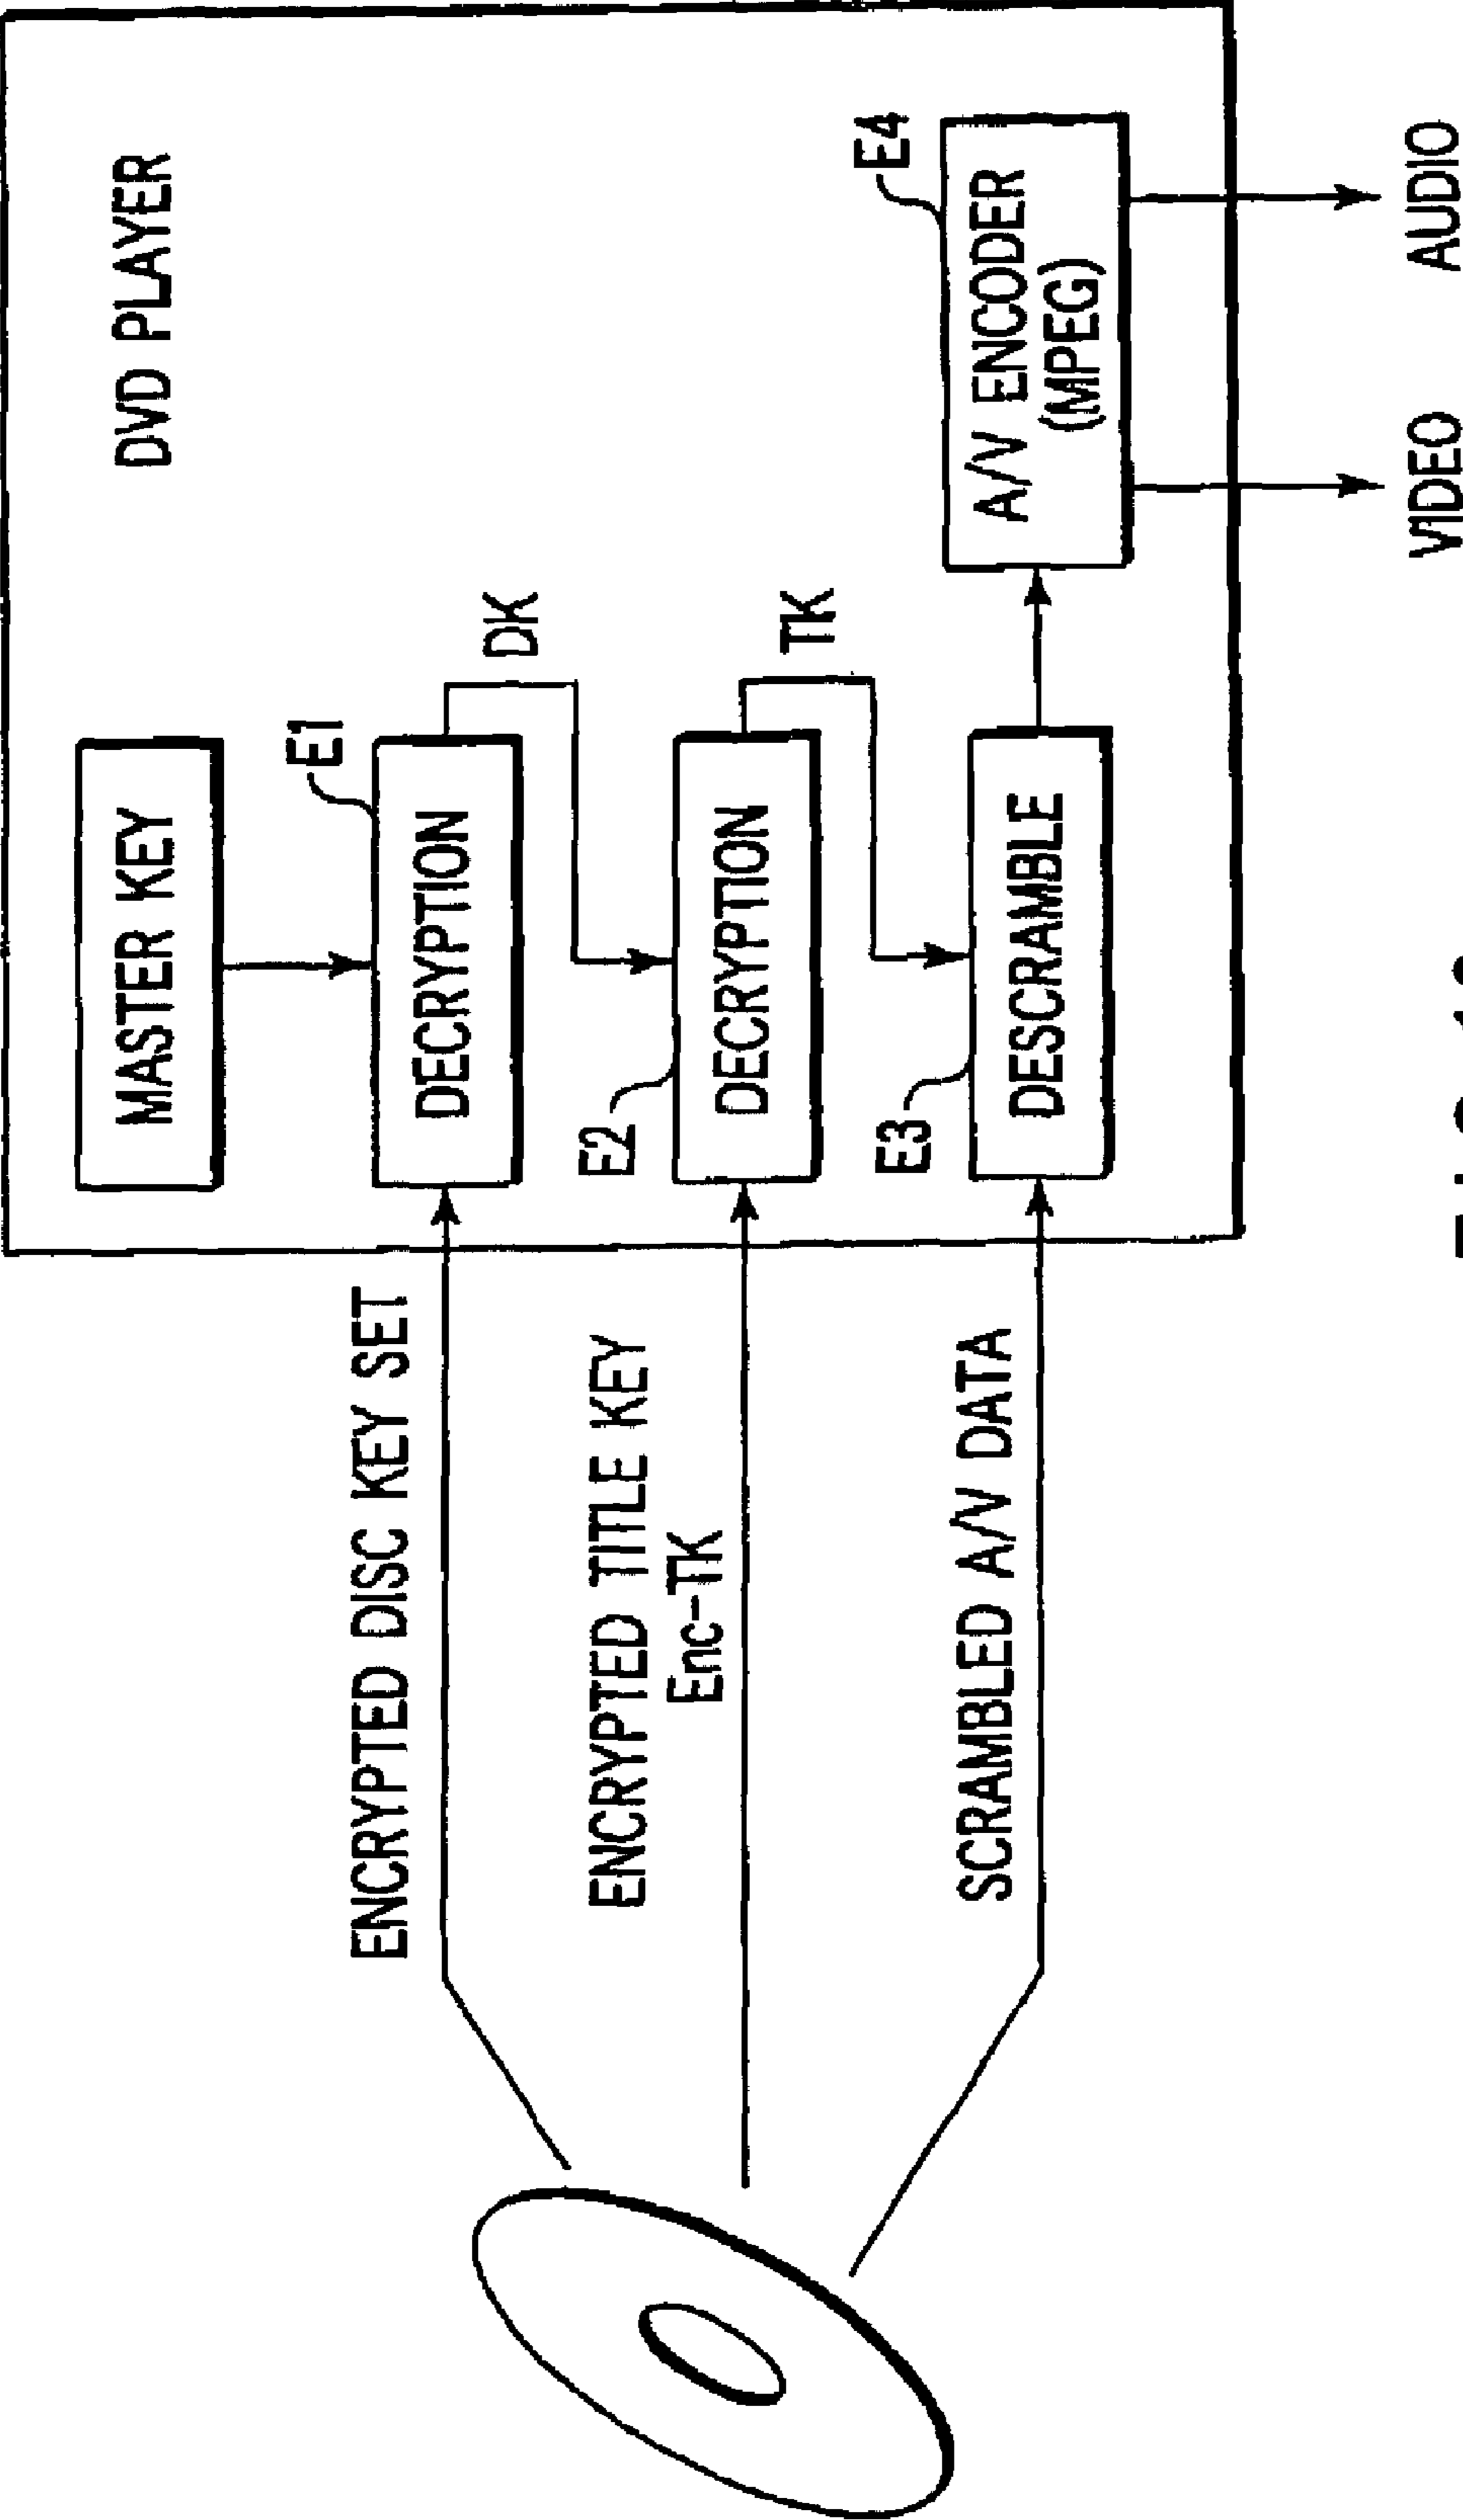 DVD PLAYER
MASTER KEY
E1
ENCRYPTED DISC KEY SET
DECRYPTION
DK
E2
ENCRYPTED TITLE KEY
Enc-TK
DECRYPTION
TK
E3
E4
SCRAMBLED A/V DATA
DESCRAMBLE
A/V ENCODER
(MPEG)
VIDEO
AUDIO